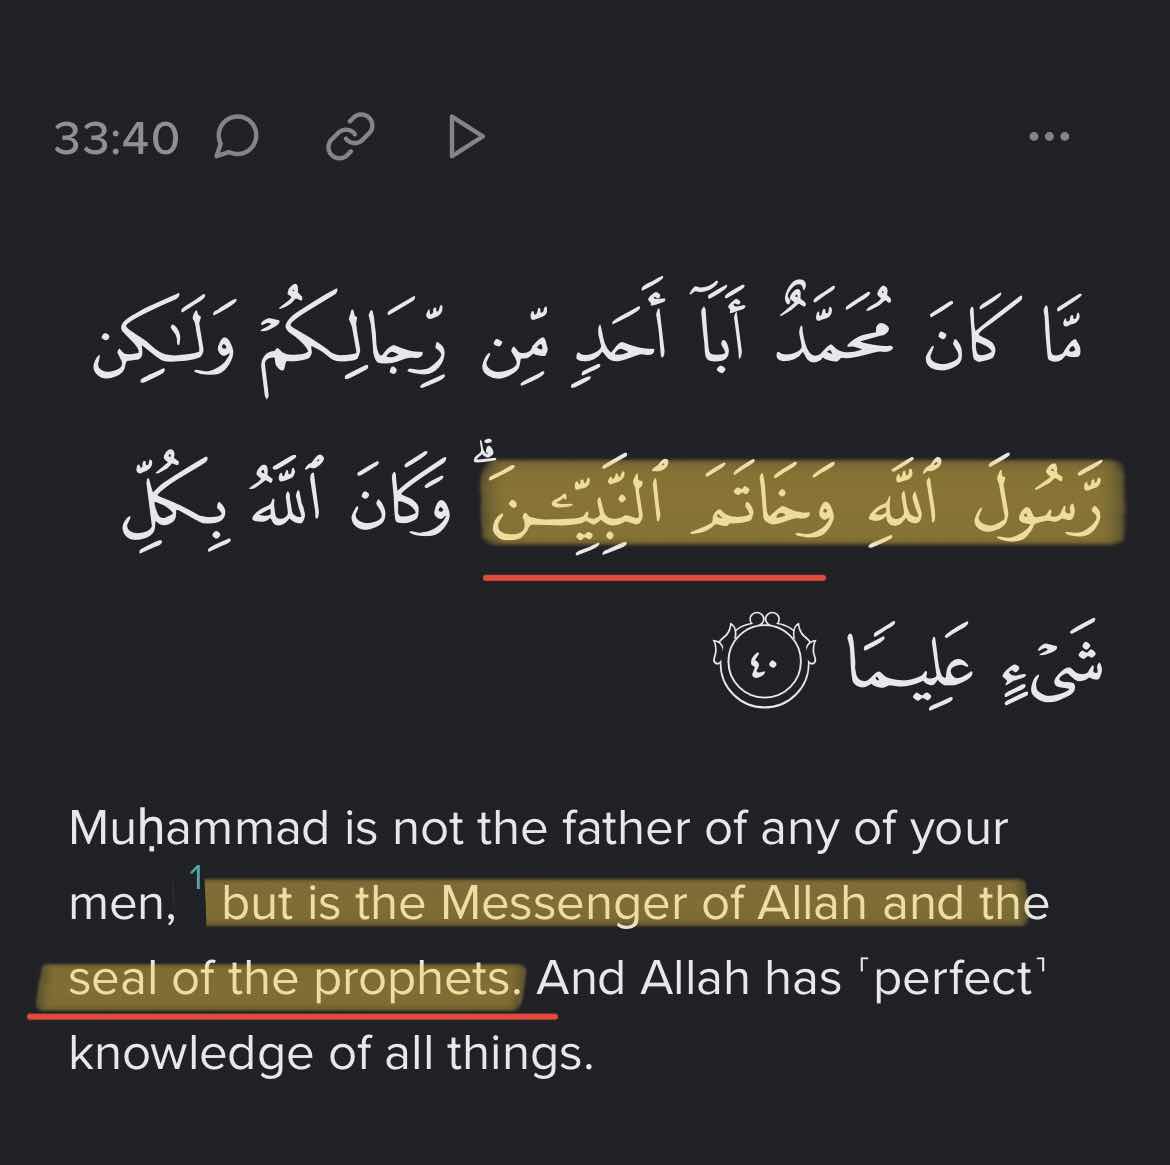 33:40
مَّا كَانَ مُحَمَّدٌ أَبَآ أَحَدٍ مِّن رِّجَالِكُمْ وَلَـٰكِن
رَّسُولَ ٱللَّهِ وَخَاتَمَ ٱلنَّبِيِّـۧنَ ۗ وَكَانَ ٱللَّهُ بِكُلِّ
شَىْءٍ عَلِيمًا ٤٠
Muḥammad is not the father of any of your
men, 1 but is the Messenger of Allah and the
seal of the prophets. And Allah has ˹perfect˺
knowledge of all things.